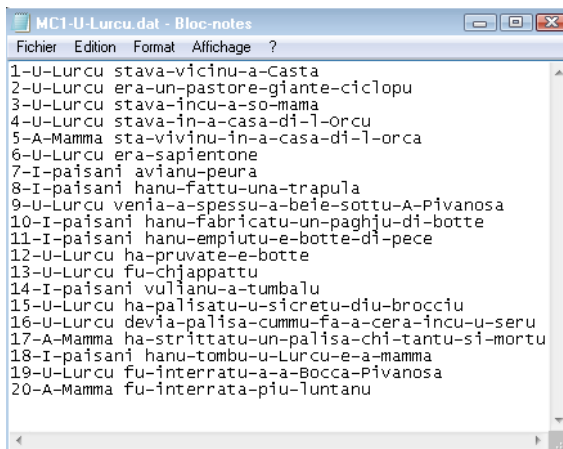 MC1-U-Lurcu.dat - Bloc-notes
Fichier Edition Format Affichage ?
1-U-Lurcu stava-vicinu-a-Casta
2-U-Lurcu era-un-pastore-giante-ciclopu
3-U-Lurcu stava-incu-a-so-mama
4-U-Lurcu stava-in-a-casa-di-l-Orcu
5-A-Mamma sta-vivinu-in-a-casa-di-l-orca
6-U-Lurcu era-sapientone
7-I-paisani avianu-peura
8-I-paisani hanu-fattu-una-trapula
9-U-Lurcu venia-a-spessu-a-beie-sottu-A-Pivanosa
10-I-paisani hanu-fabricatu-un-paghju-di-botte
11-I-paisani hanu-empiutu-e-botte-di-pece
12-U-Lurcu ha-pruvate-e-botte
13-U-Lurcu fu-chjappattu
14-I-paisani vulianu-a-tumbalu
15-U-Lurcu ha-palisatu-u-sicretu-diu-brocciu
16-U-Lurcu devia-palisa-cummu-fa-a-cera-incu-u-seru
17-A-Mamma ha-strittatu-un-palisa-chi-tantu-si-mortu
18-I-paisani hanu-tombu-u-Lurcu-e-a-mamma
19-U-Lurcu fu-interratu-a-a-Bocca-Pivanosa
20-A-Mamma fu-interrata-piu-luntanu